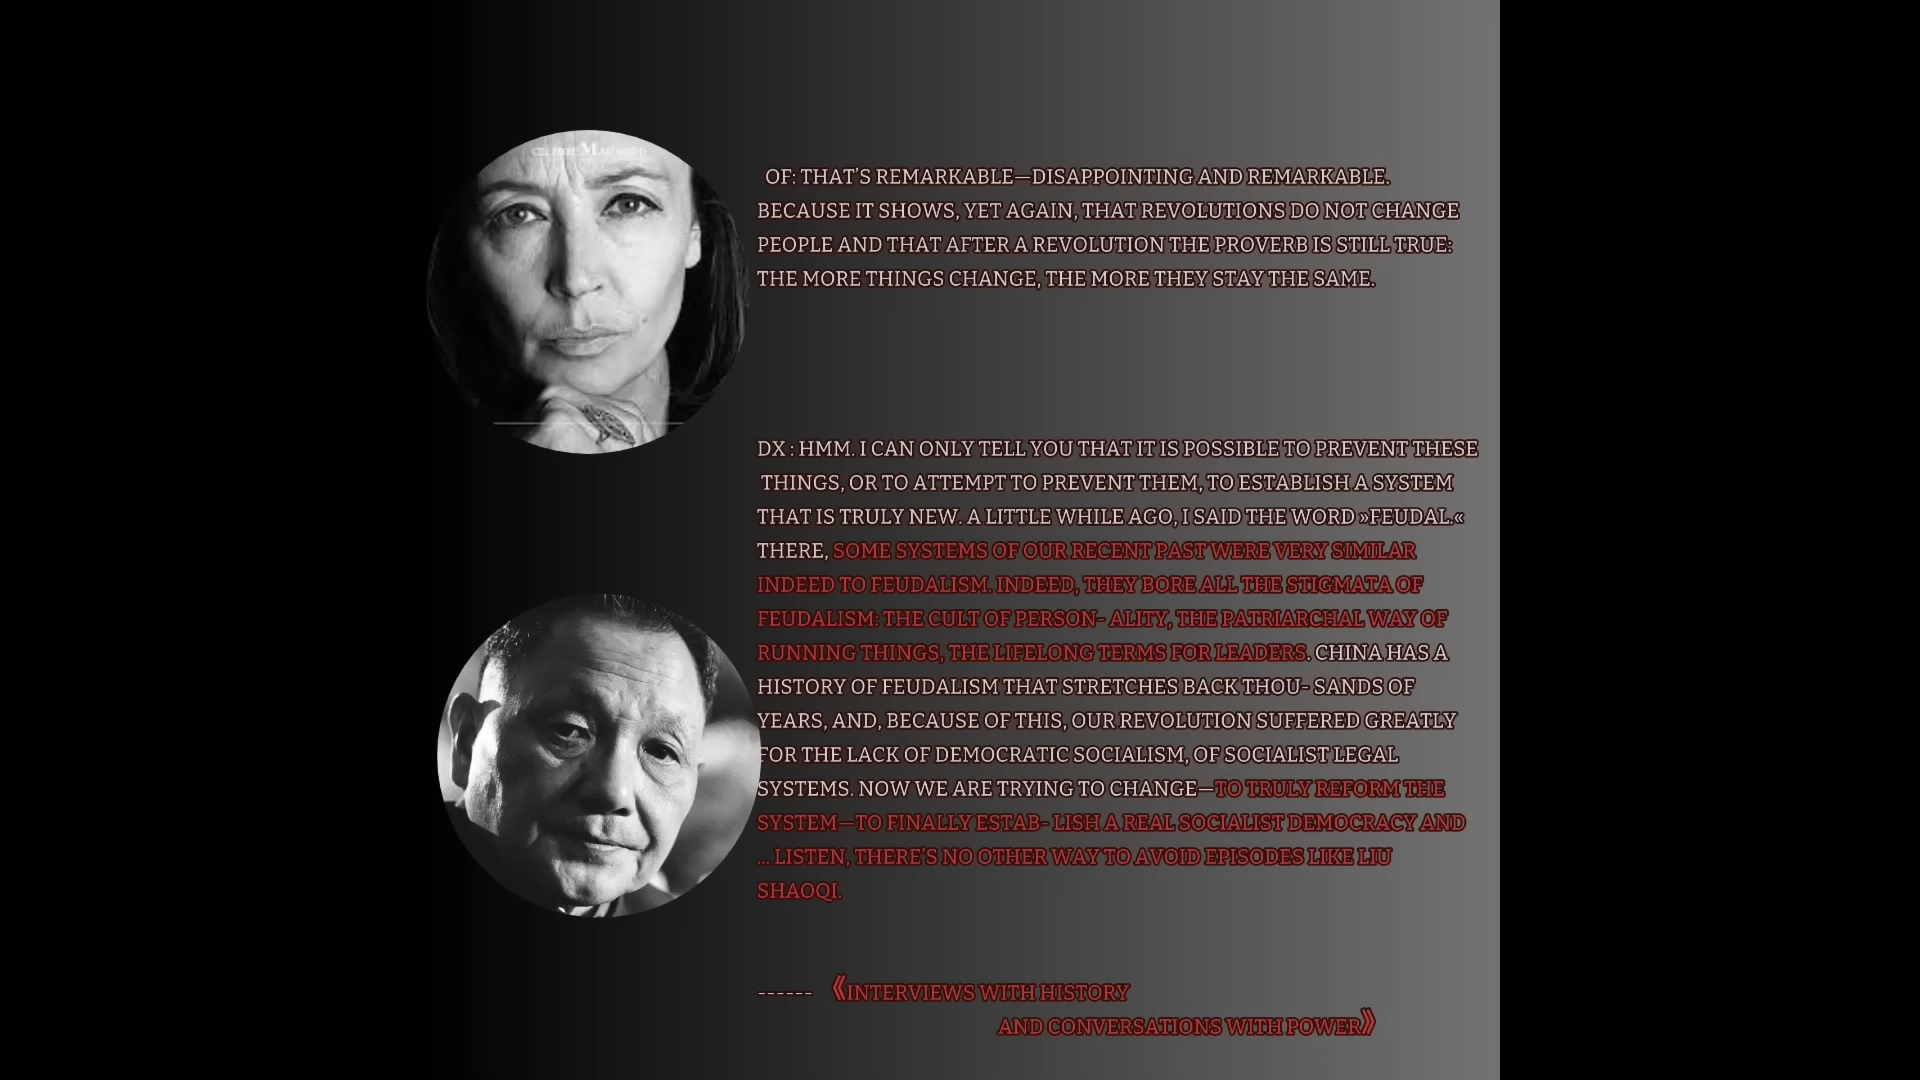 OF: THAT’S REMARKABLE—DISAPPOINTING AND REMARKABLE.
BECAUSE IT SHOWS, YET AGAIN, THAT REVOLUTIONS DO NOT CHANGE
PEOPLE AND THAT AFTER A REVOLUTION THE PROVERB IS STILL TRUE:
THE MORE THINGS CHANGE, THE MORE THEY STAY THE SAME.
DX : HMM. I CAN ONLY TELL YOU THAT IT IS POSSIBLE TO PREVENT THESE
THINGS, OR TO ATTEMPT TO PREVENT THEM, TO ESTABLISH A SYSTEM
THAT IS TRULY NEW. A LITTLE WHILE AGO, I SAID THE WORD »FEUDAL.«
THERE, SOME SYSTEMS OF OUR RECENT PAST WERE VERY SIMILAR
INDEED TO FEUDALISM. INDEED, THEY BORE ALL THE STIGMATA OF
FEUDALISM: THE CULT OF PERSON- ALITY, THE PATRIARCHAL WAY OF
RUNNING THINGS, THE LIFELONG TERMS FOR LEADERS. CHINA HAS A
HISTORY OF FEUDALISM THAT STRETCHES BACK THOU- SANDS OF
YEARS, AND, BECAUSE OF THIS, OUR REVOLUTION SUFFERED GREATLY
FOR THE LACK OF DEMOCRATIC SOCIALISM, OF SOCIALIST LEGAL
SYSTEMS. NOW WE ARE TRYING TO CHANGE—TO TRULY REFORM THE
SYSTEM—TO FINALLY ESTAB- LISH A REAL SOCIALIST DEMOCRACY AND
... LISTEN, THERE’S NO OTHER WAY TO AVOID EPISODES LIKE LIU
SHAOQI.
------ 《INTERVIEWS WITH HISTORY
AND CONVERSATIONS WITH POWER》